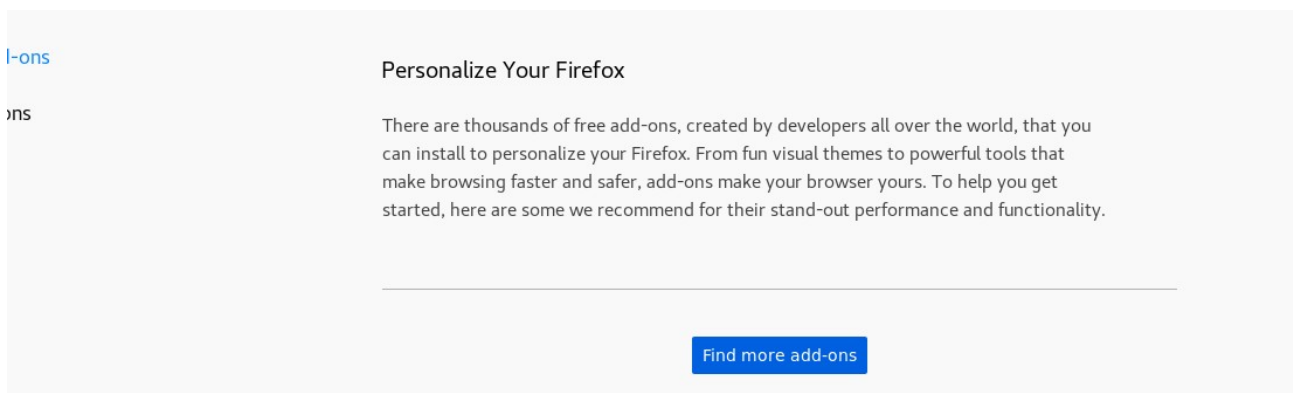 Personalize Your Firefox
There are thousands of free add-ons, created by developers all over the world, that you
can install to personalize your Firefox. From fun visual themes to powerful tools that
make browsing faster and safer, add-ons make your browser yours. To help you get
started, here are some we recommend for their stand-out performance and functionality.
Find more add-ons